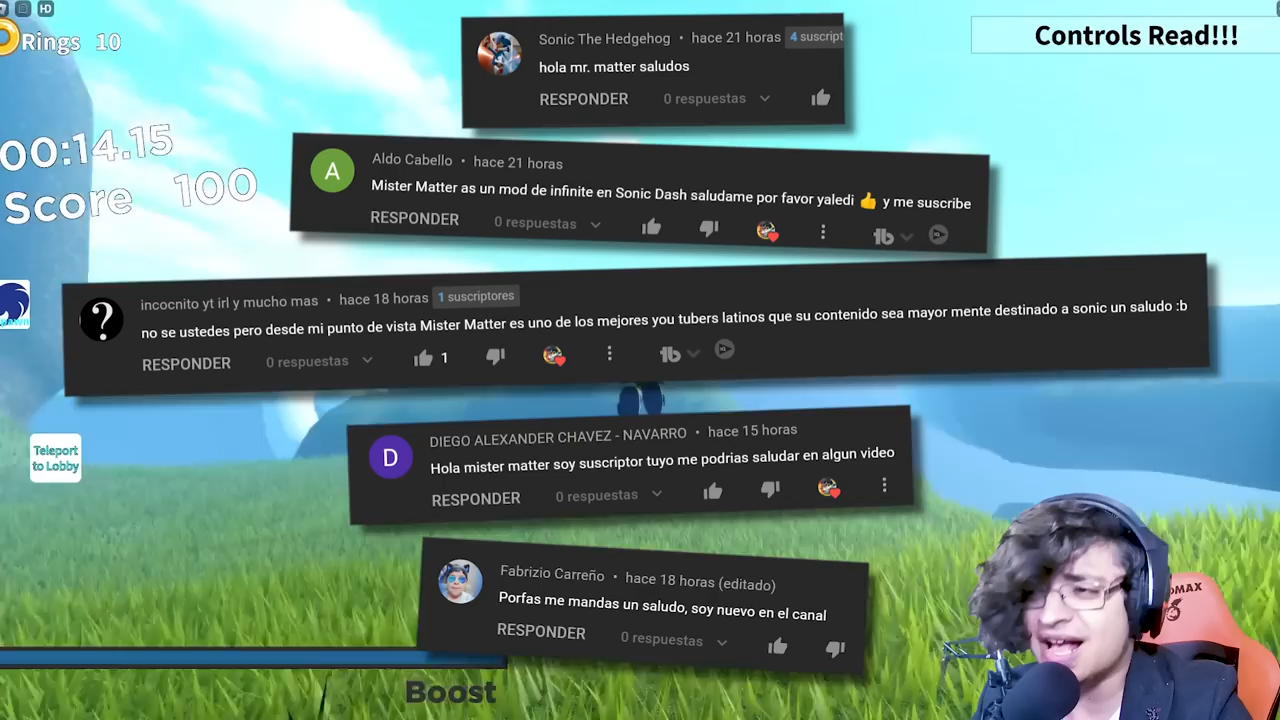 HD
Rings 10
Controls Read!!!
00:14.15
Score 100
Sonic The Hedgehog • hace 21 horas 4 suscript
hola mr. matter saludos
RESPONDER 0 respuestas
A
Aldo Cabello • hace 21 horas
Mister Matter as un mod de infinite en Sonic Dash saludame por favor yaledi 👍 y me suscribe
RESPONDER 0 respuestas
?
incocnito yt irl y mucho mas • hace 18 horas 1 suscriptores
no se ustedes pero desde mi punto de vista Mister Matter es uno de los mejores you tubers latinos que su contenido sea mayor mente destinado a sonic un saludo :b
RESPONDER 0 respuestas 1
D
DIEGO ALEXANDER CHAVEZ - NAVARRO • hace 15 horas
Hola mister matter soy suscriptor tuyo me podrias saludar en algun video
RESPONDER 0 respuestas
Teleport
to Lobby
Fabrizio Carreño • hace 18 horas (editado)
Porfas me mandas un saludo, soy nuevo en el canal
RESPONDER 0 respuestas
Boost